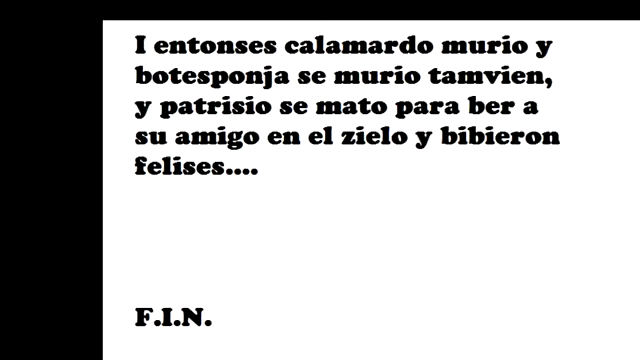 I entonses calamardo murio y
botesponja se murio tamvien,
y patrisio se mato para ber a
su amigo en el zielo y bibieron
felises....
F.I.N.